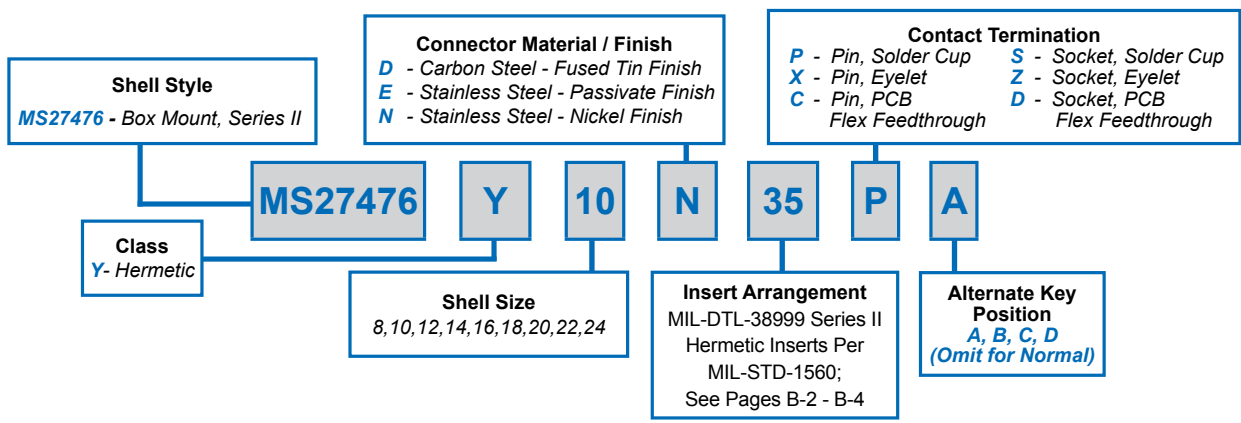 Shell Style
MS27476 - Box Mount, Series II
Connector Material / Finish
D - Carbon Steel - Fused Tin Finish
E - Stainless Steel - Passivate Finish
N - Stainless Steel - Nickel Finish
Contact Termination
P - Pin, Solder Cup
X - Pin, Eyelet
C - Pin, PCB
Flex Feedthrough
S - Socket, Solder Cup
Z - Socket, Eyelet
D - Socket, PCB
Flex Feedthrough
MS27476 Y 10 N 35 P A
Class
Y- Hermetic
Shell Size
8,10,12,14,16,18,20,22,24
Insert Arrangement
MIL-DTL-38999 Series II
Hermetic Inserts Per
MIL-STD-1560;
See Pages B-2 - B-4
Alternate Key
Position
A, B, C, D
(Omit for Normal)